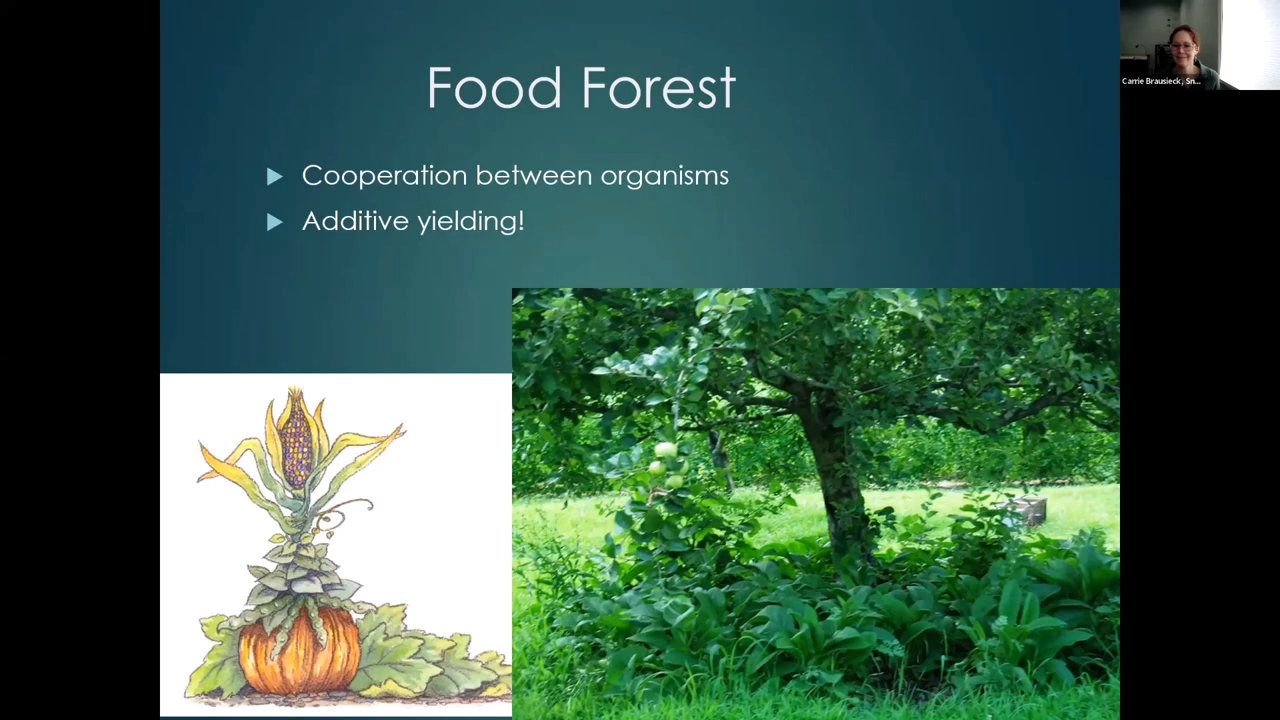 Food Forest
Cooperation between organisms
Additive yielding!
Carrie Brausieck, Sn...